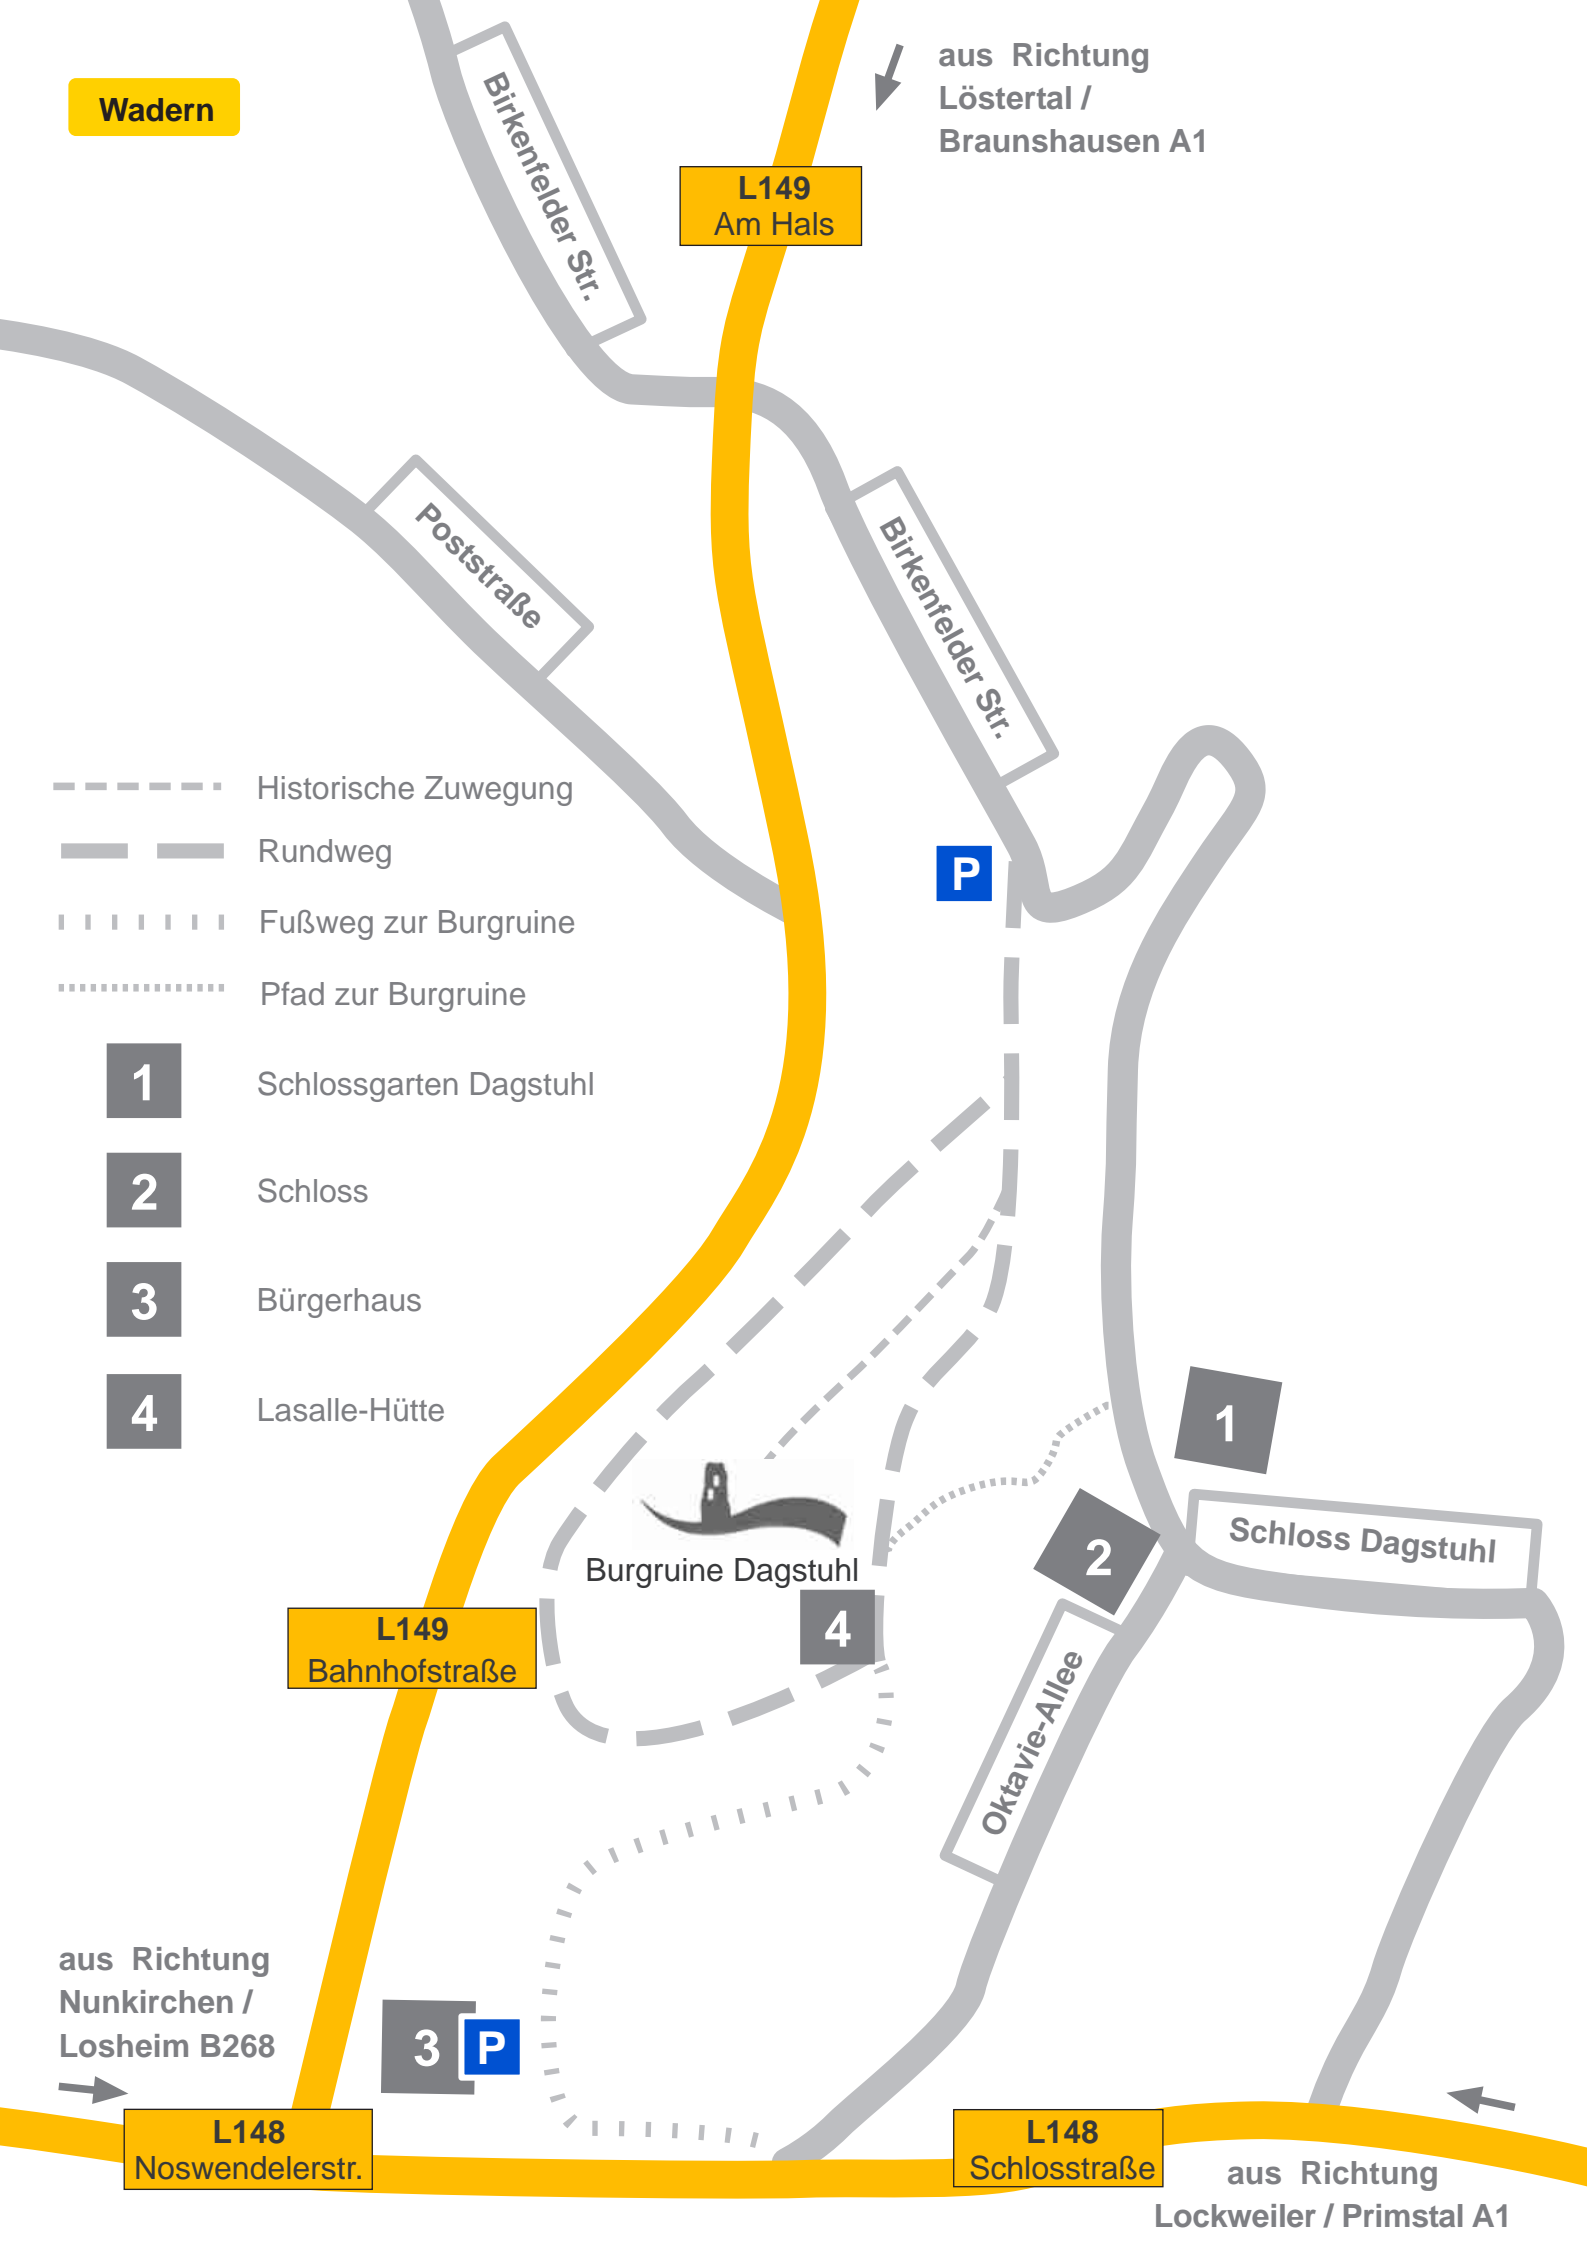 aus Richtung
Löstertal /
Braunshausen A1
Wadern
Birkenfelder Str.
L149
Am Hals
Poststraße
Birkenfelder Str.
Historische Zuwegung
Rundweg
P
Fußweg zur Burgruine
Pfad zur Burgruine
1
Schlossgarten Dagstuhl
2
Schloss
3
Bürgerhaus
4
Lasalle-Hütte
1
Schloss Dagstuhl
2
Burgruine Dagstuhl
4
L149
Bahnhofstraße
Oktavie-Allee
aus Richtung
Nunkirchen /
Losheim B268
3
P
L148
Noswendelerstr.
L148
Schlosstraße
aus Richtung
Lockweiler / Primstal A1